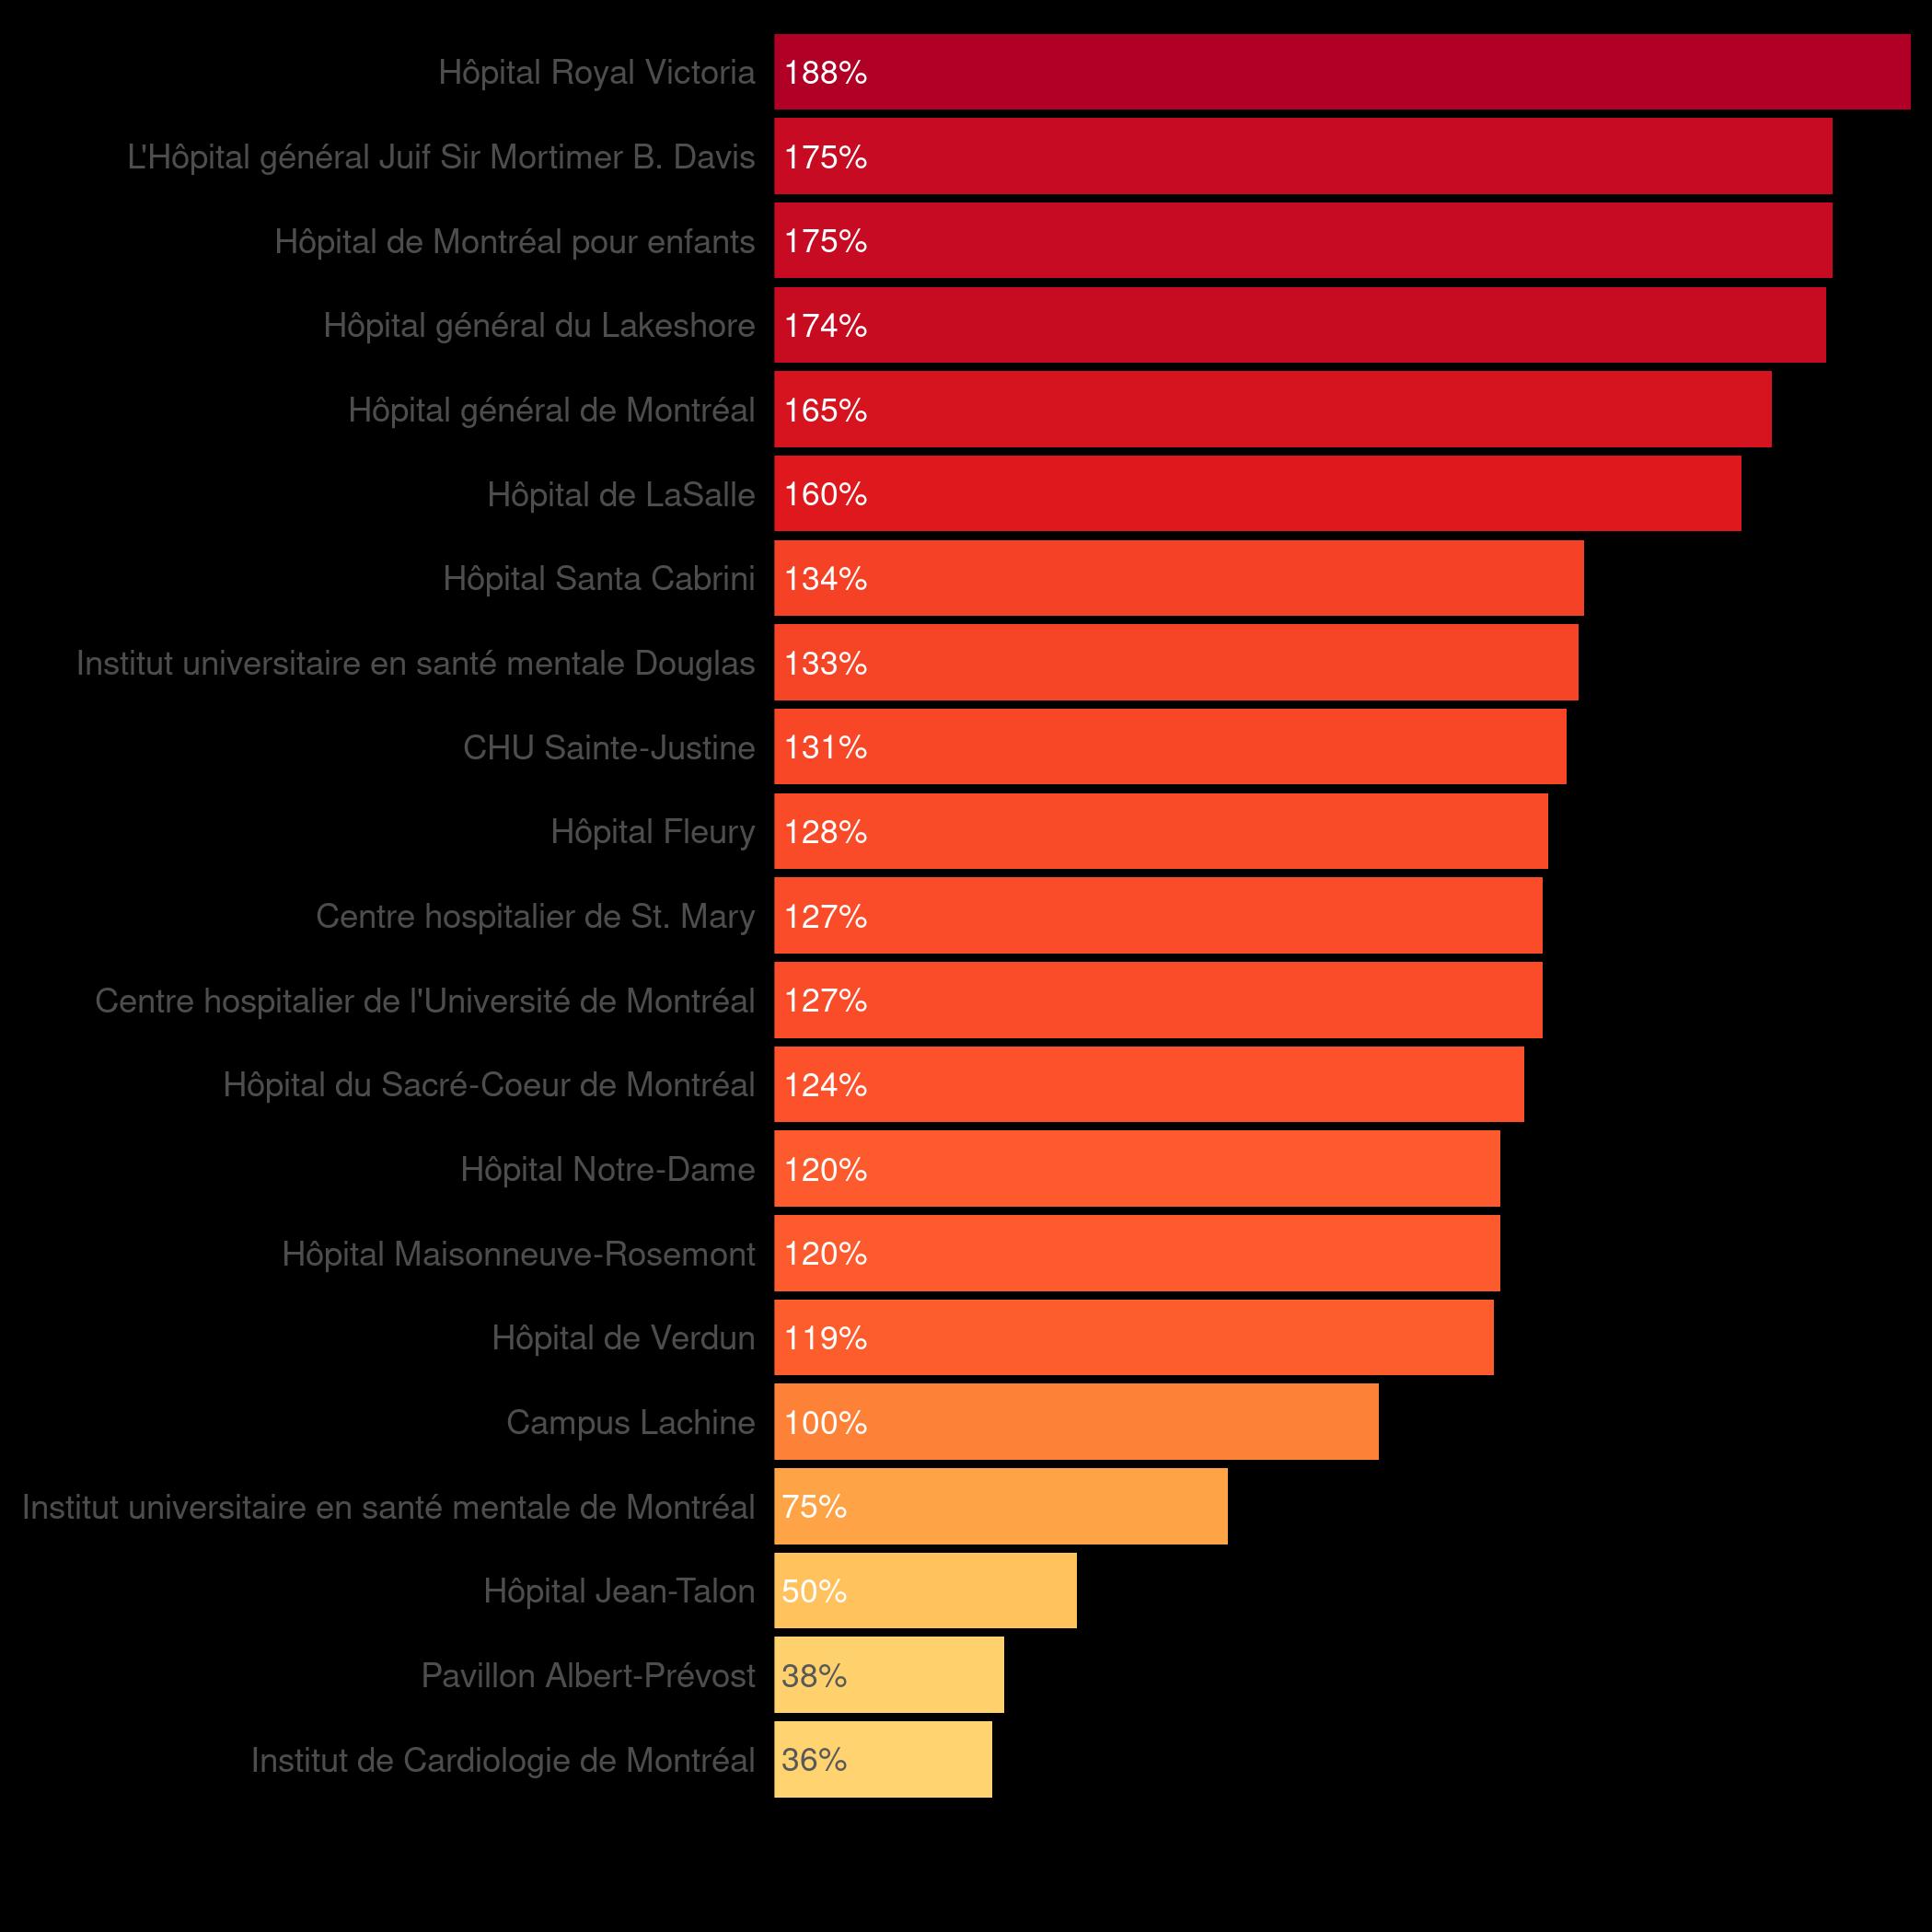 Hôpital Royal Victoria 188%
L'Hôpital général Juif Sir Mortimer B. Davis 175%
Hôpital de Montréal pour enfants 175%
Hôpital général du Lakeshore 174%
Hôpital général de Montréal 165%
Hôpital de LaSalle 160%
Hôpital Santa Cabrini 134%
Institut universitaire en santé mentale Douglas 133%
CHU Sainte-Justine 131%
Hôpital Fleury 128%
Centre hospitalier de St. Mary 127%
Centre hospitalier de l'Université de Montréal 127%
Hôpital du Sacré-Coeur de Montréal 124%
Hôpital Notre-Dame 120%
Hôpital Maisonneuve-Rosemont 120%
Hôpital de Verdun 119%
Campus Lachine 100%
Institut universitaire en santé mentale de Montréal 75%
Hôpital Jean-Talon 50%
Pavillon Albert-Prévost 38%
Institut de Cardiologie de Montréal 36%